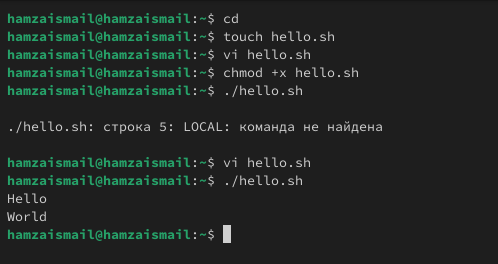 hamzaismail@hamzaismail:~$ cd
hamzaismail@hamzaismail:~$ touch hello.sh
hamzaismail@hamzaismail:~$ vi hello.sh
hamzaismail@hamzaismail:~$ chmod +x hello.sh
hamzaismail@hamzaismail:~$ ./hello.sh
./hello.sh: строка 5: LOCAL: команда не найдена
hamzaismail@hamzaismail:~$ vi hello.sh
hamzaismail@hamzaismail:~$ ./hello.sh
Hello
World
hamzaismail@hamzaismail:~$